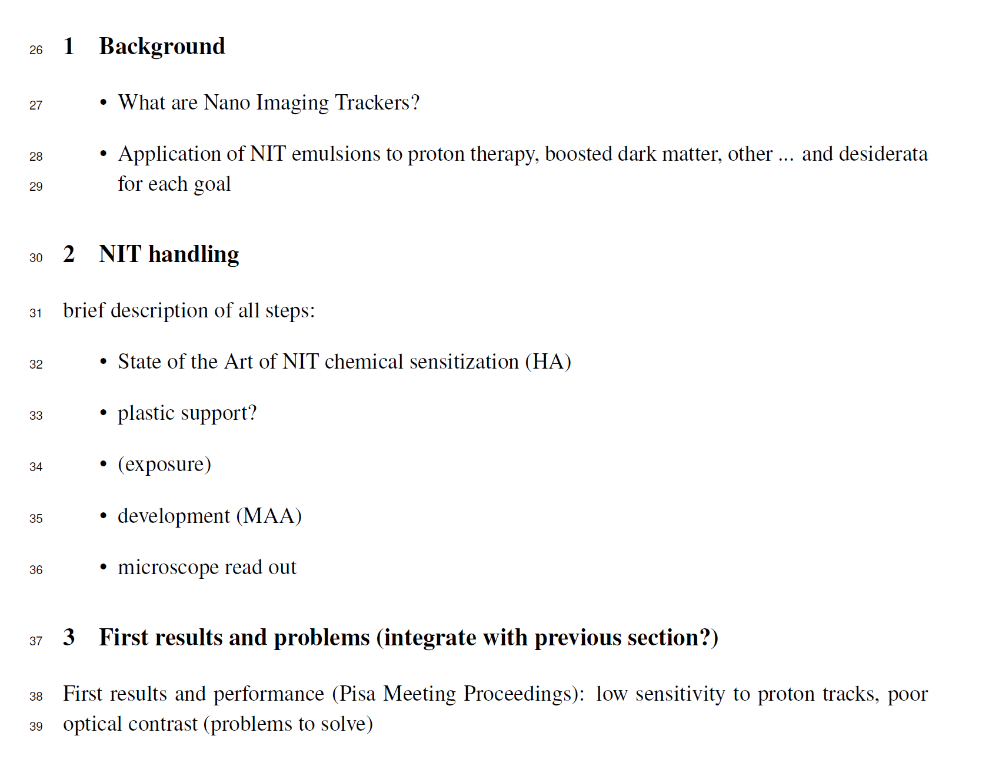 26 1 Background
27 • What are Nano Imaging Trackers?
28 • Application of NIT emulsions to proton therapy, boosted dark matter, other ... and desiderata
29 for each goal
30 2 NIT handling
31 brief description of all steps:
32 • State of the Art of NIT chemical sensitization (HA)
33 • plastic support?
34 • (exposure)
35 • development (MAA)
36 • microscope read out
37 3 First results and problems (integrate with previous section?)
38 First results and performance (Pisa Meeting Proceedings): low sensitivity to proton tracks, poor
39 optical contrast (problems to solve)